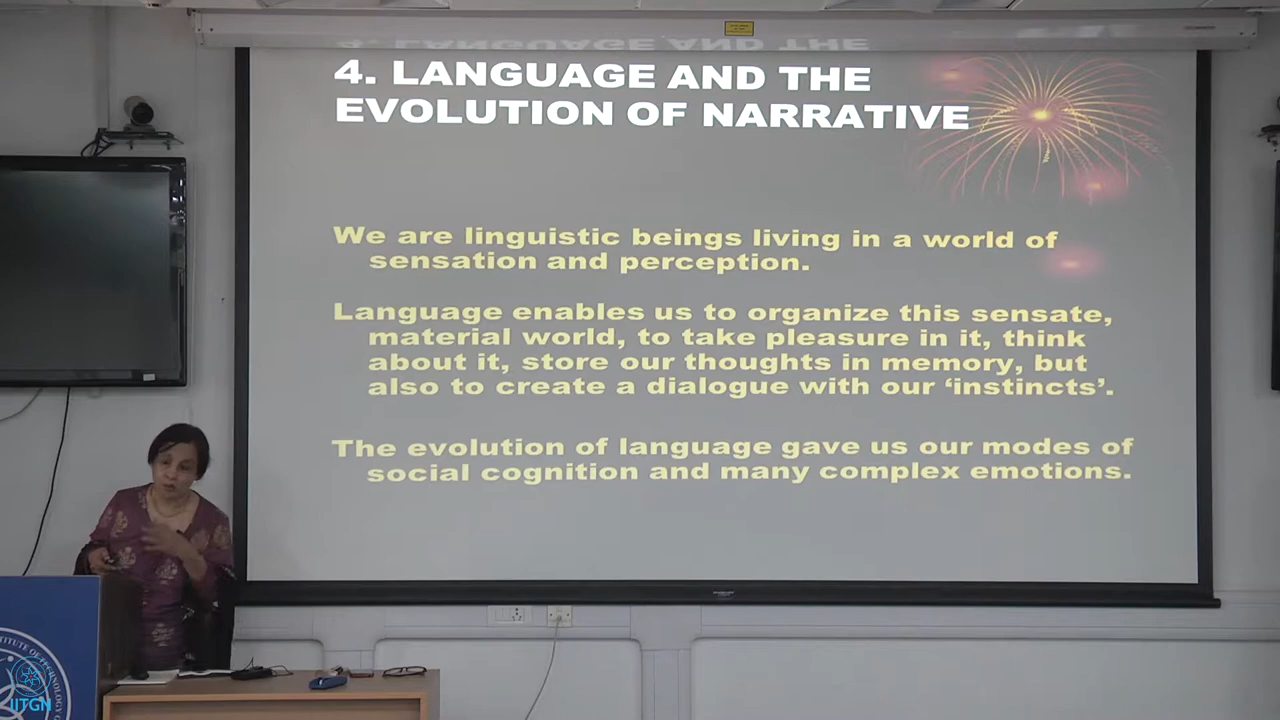 4. LANGUAGE AND THE
EVOLUTION OF NARRATIVE
We are linguistic beings living in a world of
sensation and perception.
Language enables us to organize this sensate,
material world, to take pleasure in it, think
about it, store our thoughts in memory, but
also to create a dialogue with our ‘instincts’.
The evolution of language gave us our modes of
social cognition and many complex emotions.
TITUTE OF TECHNOLOGY
IITGN